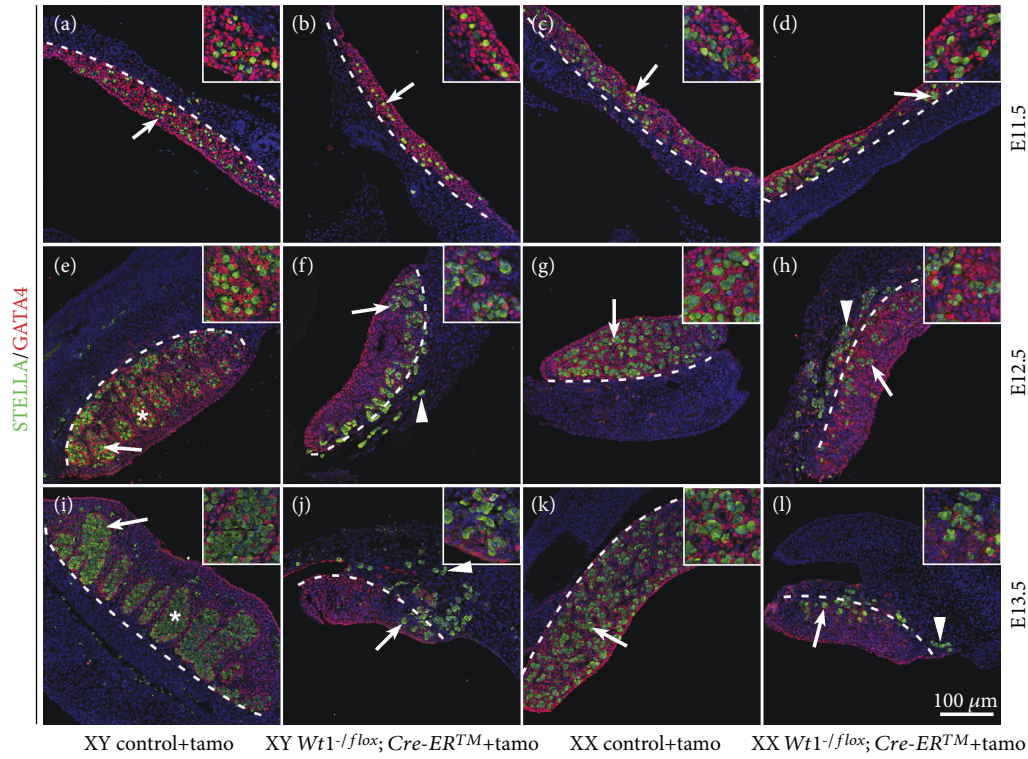 (a) (b) (c) (d)
E11.5
(e) (f) (g) (h)
E12.5
STELLA/GATA4
(i) (j) (k) (l)
E13.5
100 µm
XY control+tamo XY Wt1-/flox; Cre-ERTM+tamo XX control+tamo XX Wt1-/flox; Cre-ERTM+tamo